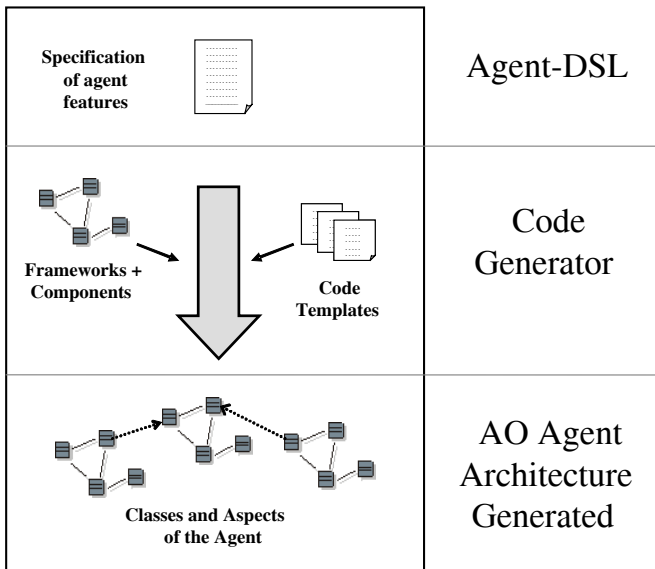 Specification
of agent
features
Agent-DSL
Frameworks +
Components
Code
Templates
Code
Generator
Classes and Aspects
of the Agent
AO Agent
Architecture
Generated